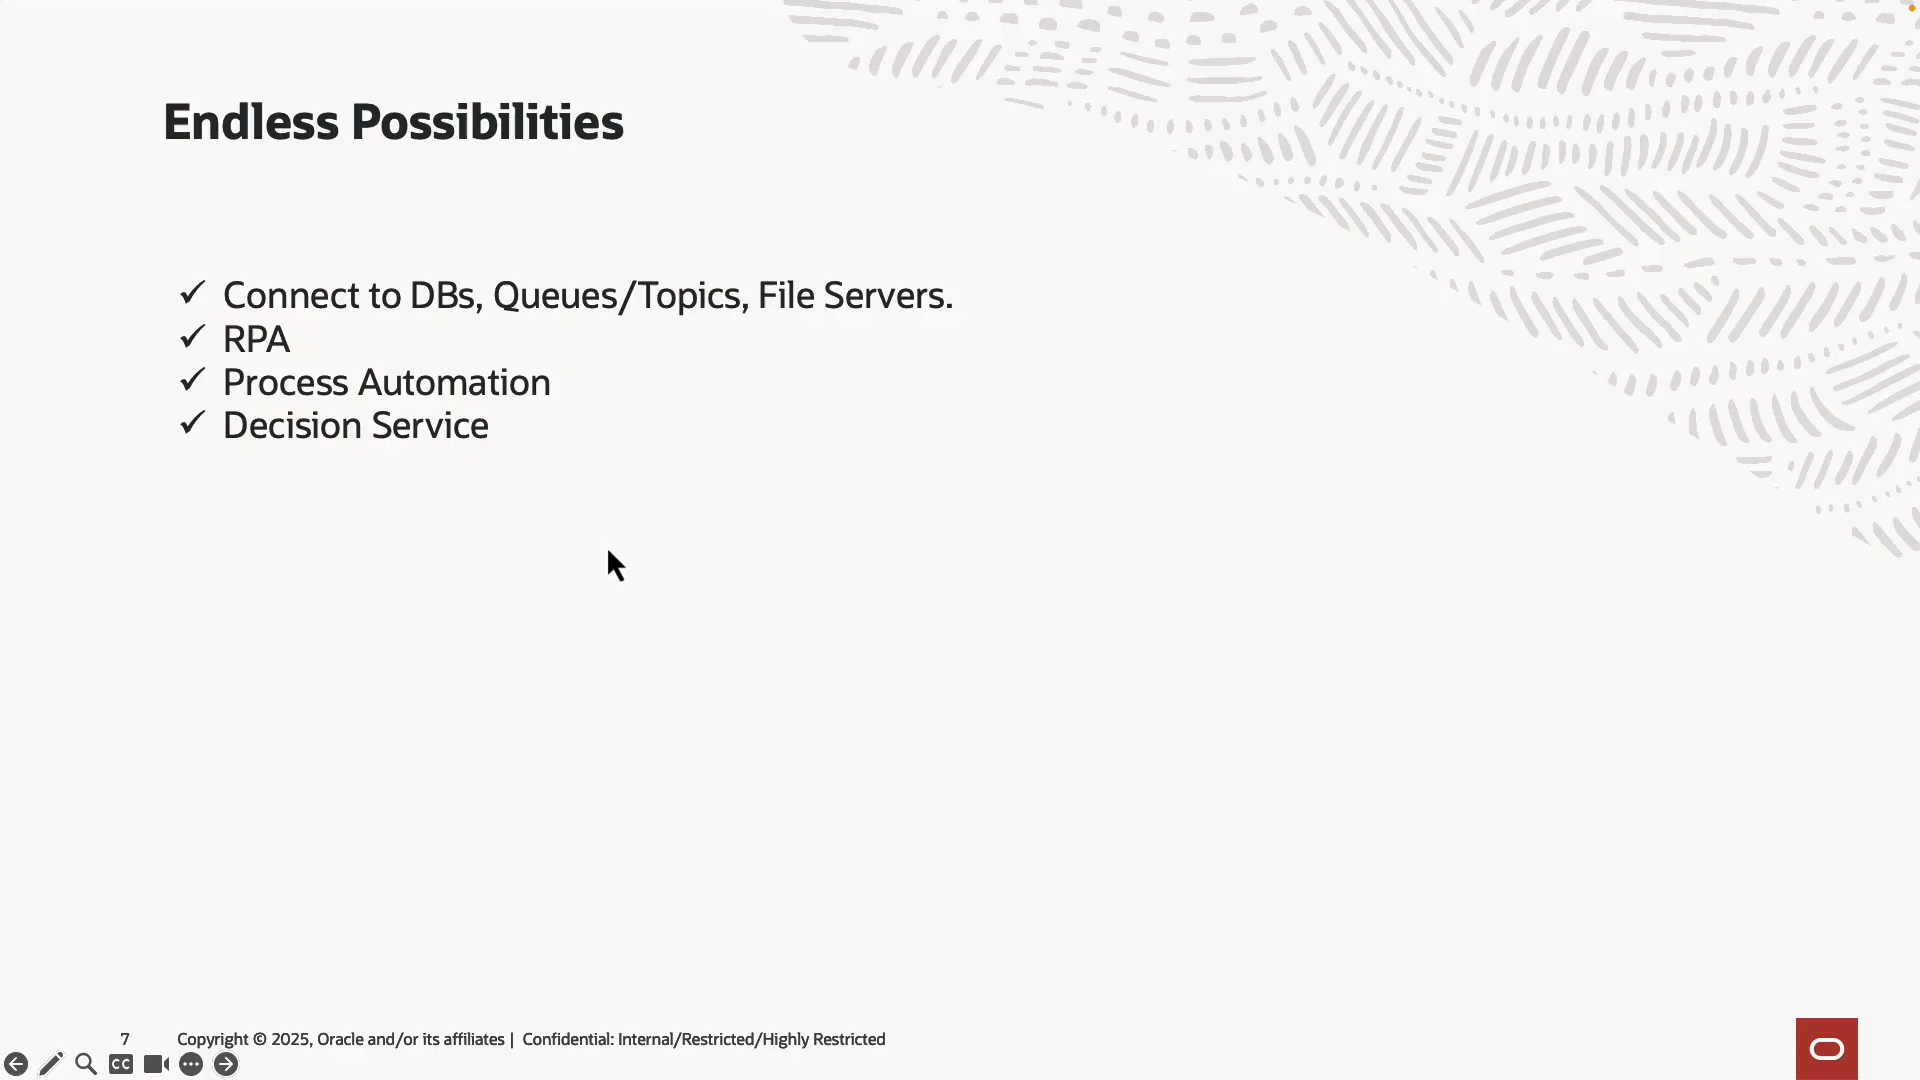 Endless Possibilities
✓ Connect to DBs, Queues/Topics, File Servers.
✓ RPA
✓ Process Automation
✓ Decision Service
7 Copyright © 2025, Oracle and/or its affiliates | Confidential: Internal/Restricted/Highly Restricted
CC